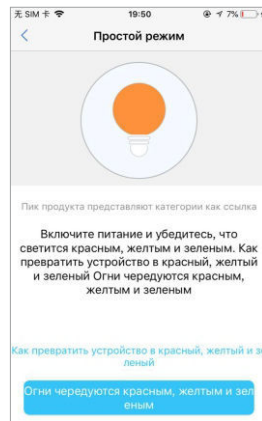 无 SIM 卡 19:50 7%
Простой режим
Пик продукта представляют категории как ссылка
Включите питание и убедитесь, что
светится красным, желтым и зеленым. Как
превратить устройство в красный, желтый
и зеленый Огни чередуются красным,
желтым и зеленым
Как превратить устройство в красный, желтый и зе
леный
Огни чередуются красным, желтым и зел
еным